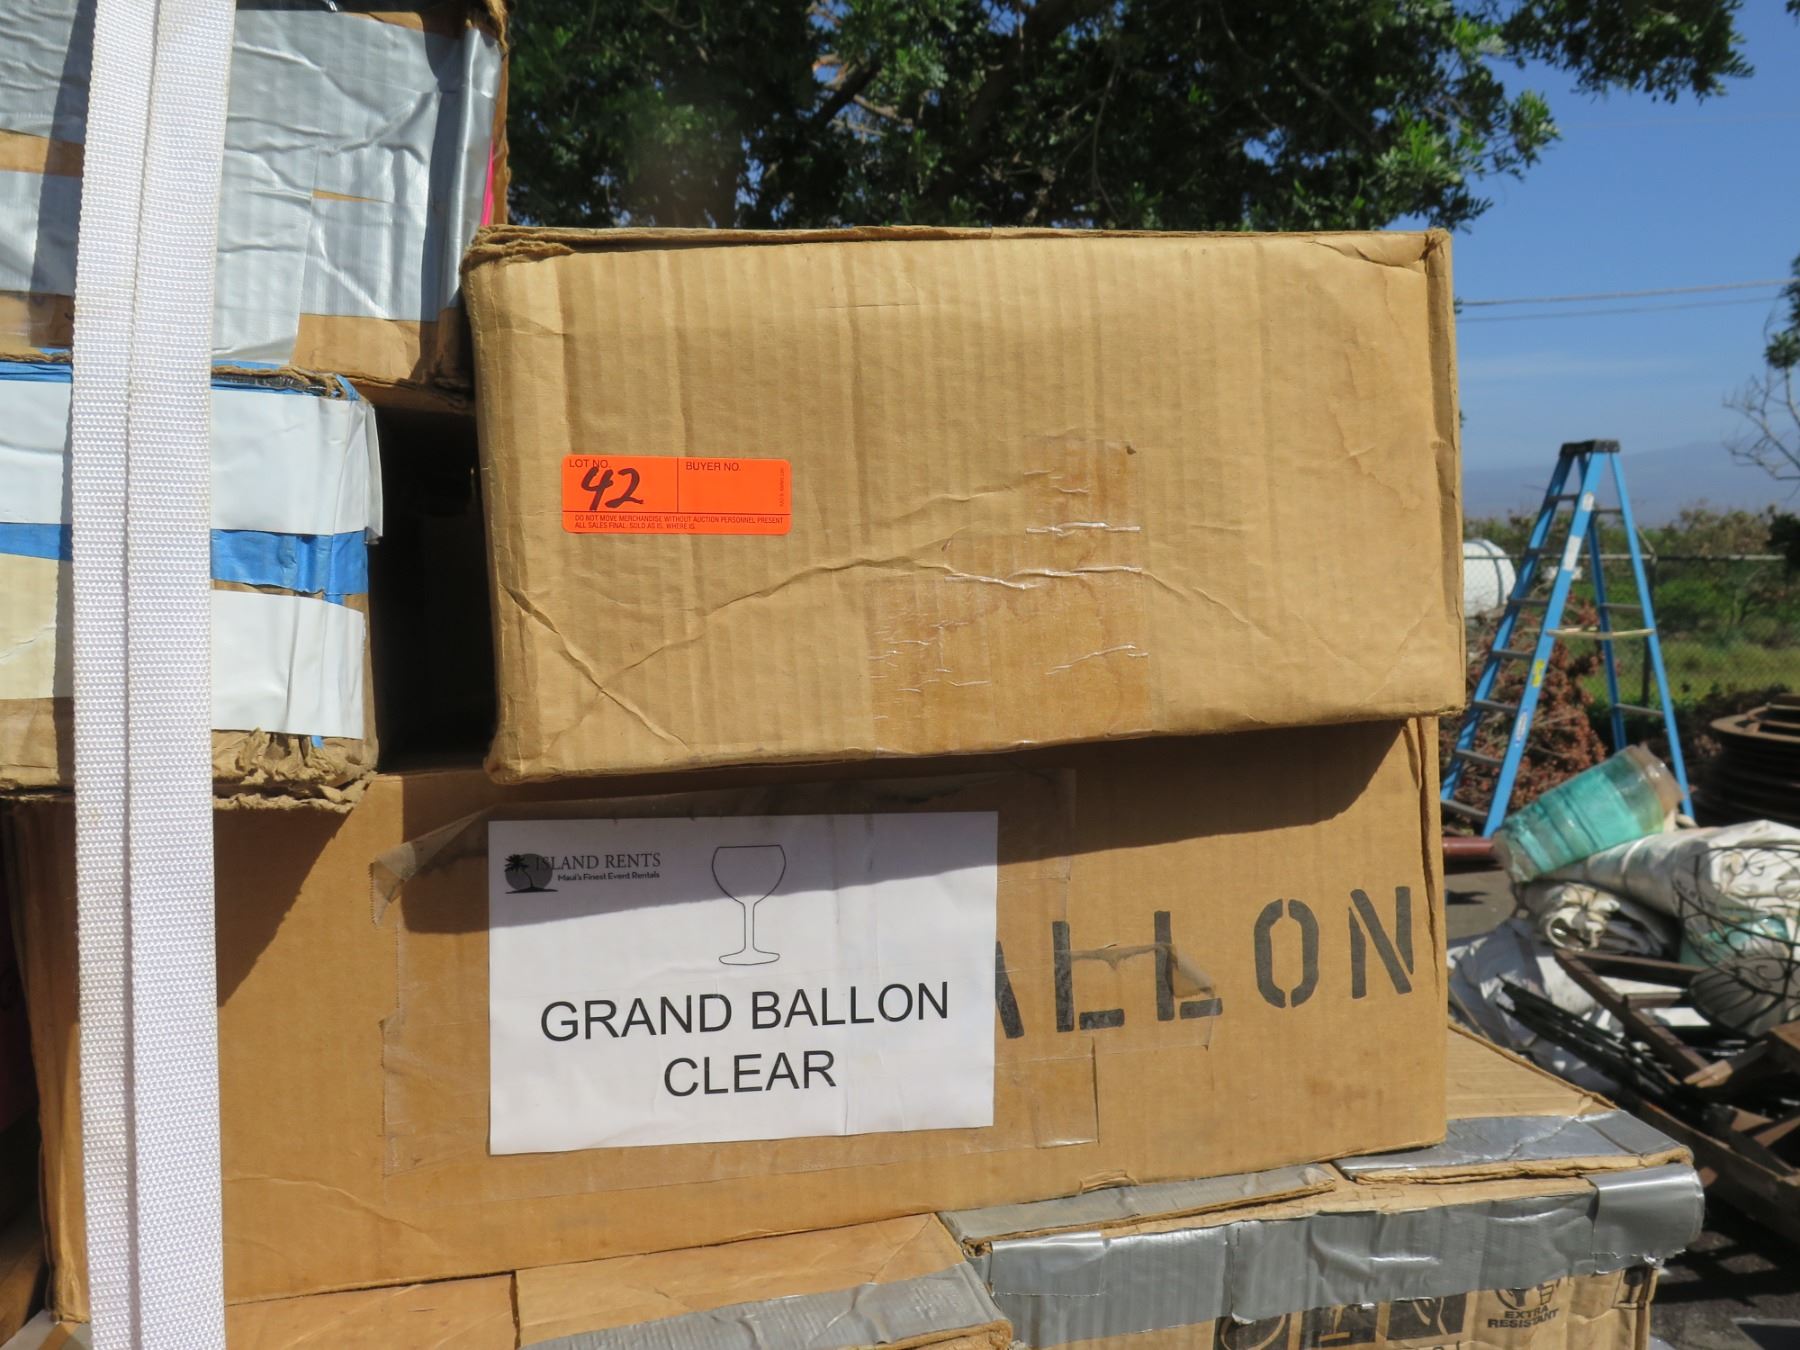 LOT NO.
42
BUYER NO.
DO NOT MOVE MERCHANDISE WITHOUT AUCTION PERSONNEL PRESENT
ALL SALES FINAL: SOLD AS IS, WHERE IS
ISLAND RENTS
Maui's Finest Event Rentals
GRAND BALLON
CLEAR
ALLON
EXTRA
RESISTANT